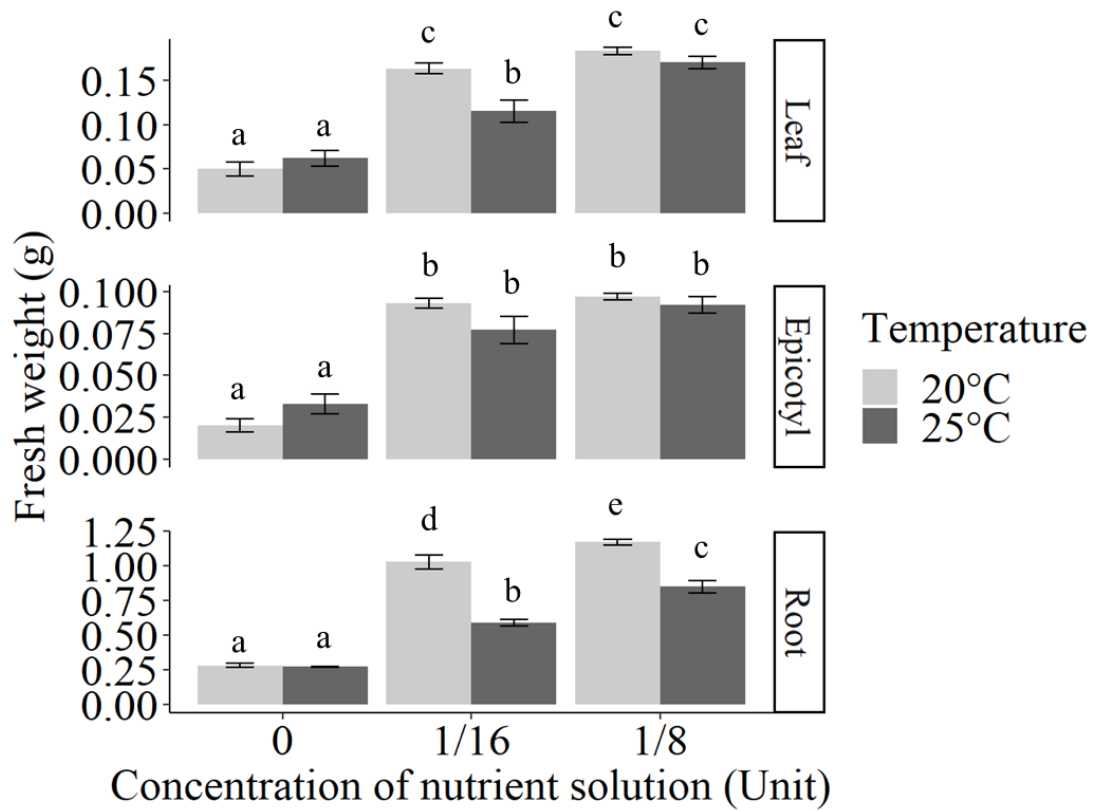 c c c b a a
0.15
0.10
0.05
0.00
Leaf
b b b b a a
0.100
0.075
0.050
0.025
0.000
Epicotyl
d e c b a a
1.25
1.00
0.75
0.50
0.25
0.00
Root
0 1/16 1/8
Fresh weight (g)
Concentration of nutrient solution (Unit)
Temperature
20°C
25°C